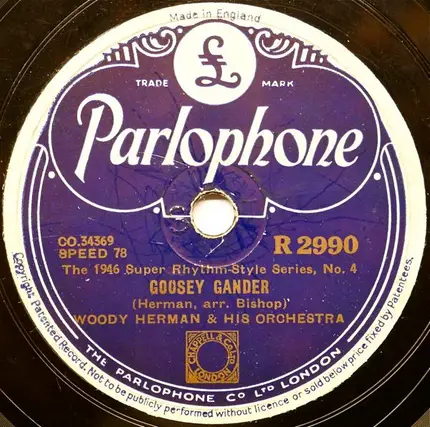 Made in England
£
TRADE MARK
Parlophone
CO.34369
SPEED 78
R 2990
The 1946 Super Rhythm-Style Series, No. 4
GOOSEY GANDER
(Herman, arr. Bishop)
WOODY HERMAN & HIS ORCHESTRA
CHAPPELL & Co LTD
LONDON
THE PARLOPHONE Co LTD LONDON
Copyright Patented Record. Not to be publicly performed without licence or sold below price fixed by Patentees.